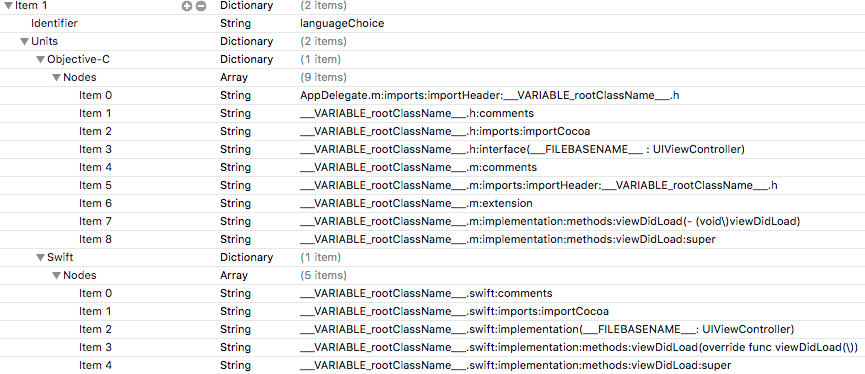 Item 1 Dictionary (2 items)
Identifier String languageChoice
Units Dictionary (2 items)
Objective-C Dictionary (1 item)
Nodes Array (9 items)
Item 0 String AppDelegate.m:imports:importHeader:___VARIABLE_rootClassName___.h
Item 1 String ___VARIABLE_rootClassName___.h:comments
Item 2 String ___VARIABLE_rootClassName___.h:imports:importCocoa
Item 3 String ___VARIABLE_rootClassName___.h:interface(___FILEBASENAME___ : UIViewController)
Item 4 String ___VARIABLE_rootClassName___.m:comments
Item 5 String ___VARIABLE_rootClassName___.m:imports:importHeader:___VARIABLE_rootClassName___.h
Item 6 String ___VARIABLE_rootClassName___.m:extension
Item 7 String ___VARIABLE_rootClassName___.m:implementation:methods:viewDidLoad(- (void\)viewDidLoad)
Item 8 String ___VARIABLE_rootClassName___.m:implementation:methods:viewDidLoad:super
Swift Dictionary (1 item)
Nodes Array (5 items)
Item 0 String ___VARIABLE_rootClassName___.swift:comments
Item 1 String ___VARIABLE_rootClassName___.swift:imports:importCocoa
Item 2 String ___VARIABLE_rootClassName___.swift:implementation(___FILEBASENAME___: UIViewController)
Item 3 String ___VARIABLE_rootClassName___.swift:implementation:methods:viewDidLoad(override func viewDidLoad(\))
Item 4 String ___VARIABLE_rootClassName___.swift:implementation:methods:viewDidLoad:super